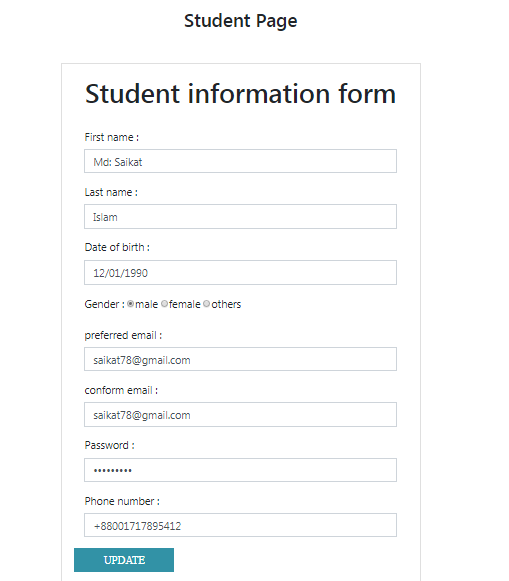 Student Page
Student information form
First name :
Md: Saikat
Last name :
Islam
Date of birth :
12/01/1990
Gender : male female others
preferred email :
saikat78@gmail.com
conform email :
saikat78@gmail.com
Password :
•••••••••
Phone number :
+88001717895412
UPDATE